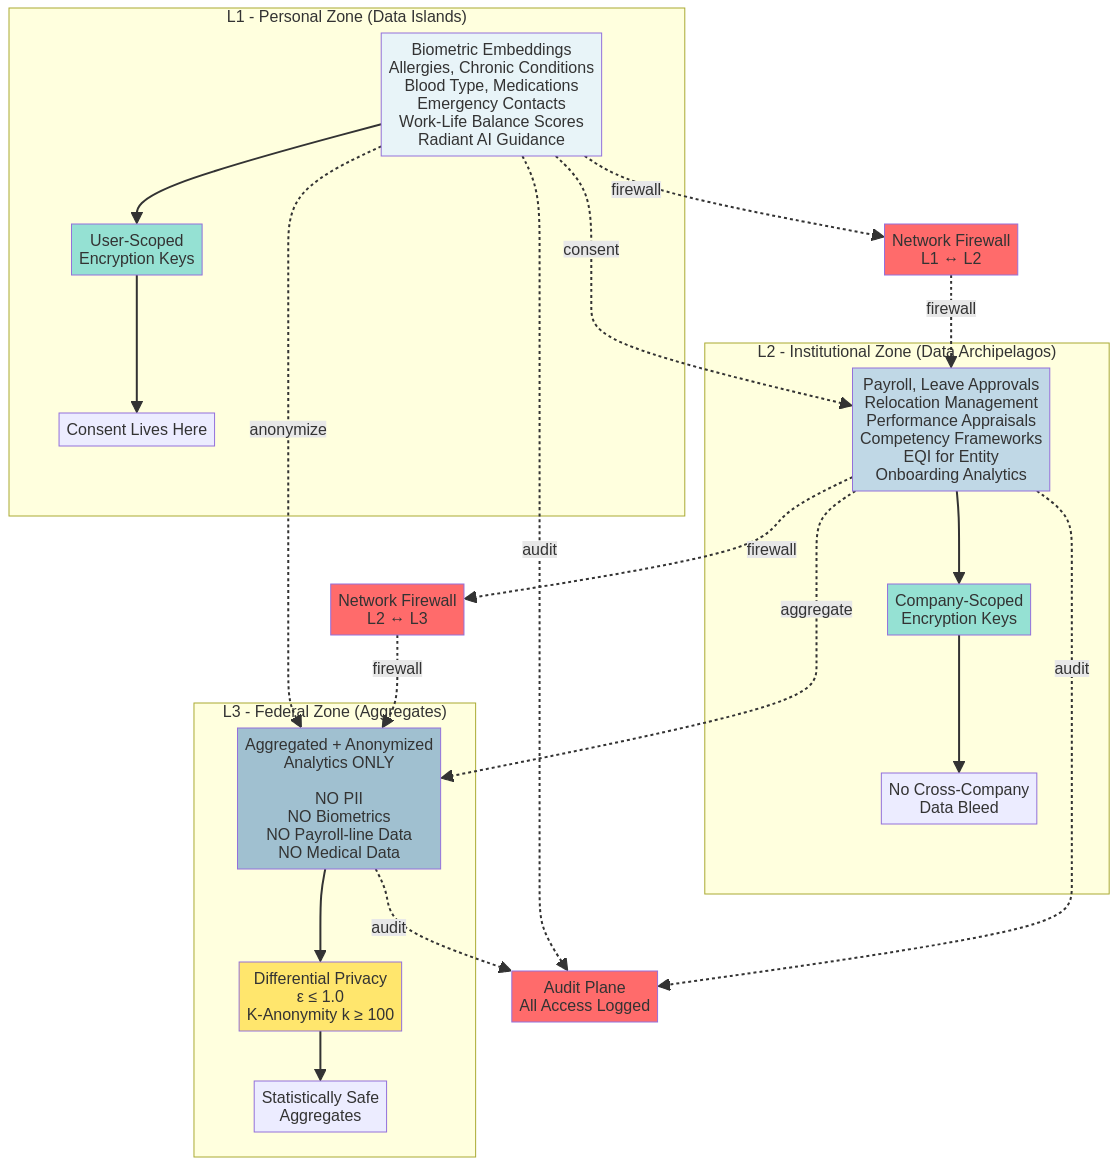 L1 - Personal Zone (Data Islands)
Biometric Embeddings
Allergies, Chronic Conditions
Blood Type, Medications
Emergency Contacts
Work-Life Balance Scores
Radiant AI Guidance
firewall
User-Scoped
Encryption Keys
consent
Network Firewall
L1 ↔ L2
firewall
L2 - Institutional Zone (Data Archipelagos)
Payroll, Leave Approvals
Relocation Management
Performance Appraisals
Competency Frameworks
EQI for Entity
Onboarding Analytics
Consent Lives Here
anonymize
audit
firewall
Network Firewall
L2 ↔ L3
aggregate
Company-Scoped
Encryption Keys
firewall
audit
L3 - Federal Zone (Aggregates)
Aggregated + Anonymized
Analytics ONLY
NO PII
NO Biometrics
NO Payroll-line Data
NO Medical Data
No Cross-Company
Data Bleed
audit
Differential Privacy
ε ≤ 1.0
K-Anonymity k ≥ 100
Audit Plane
All Access Logged
Statistically Safe
Aggregates